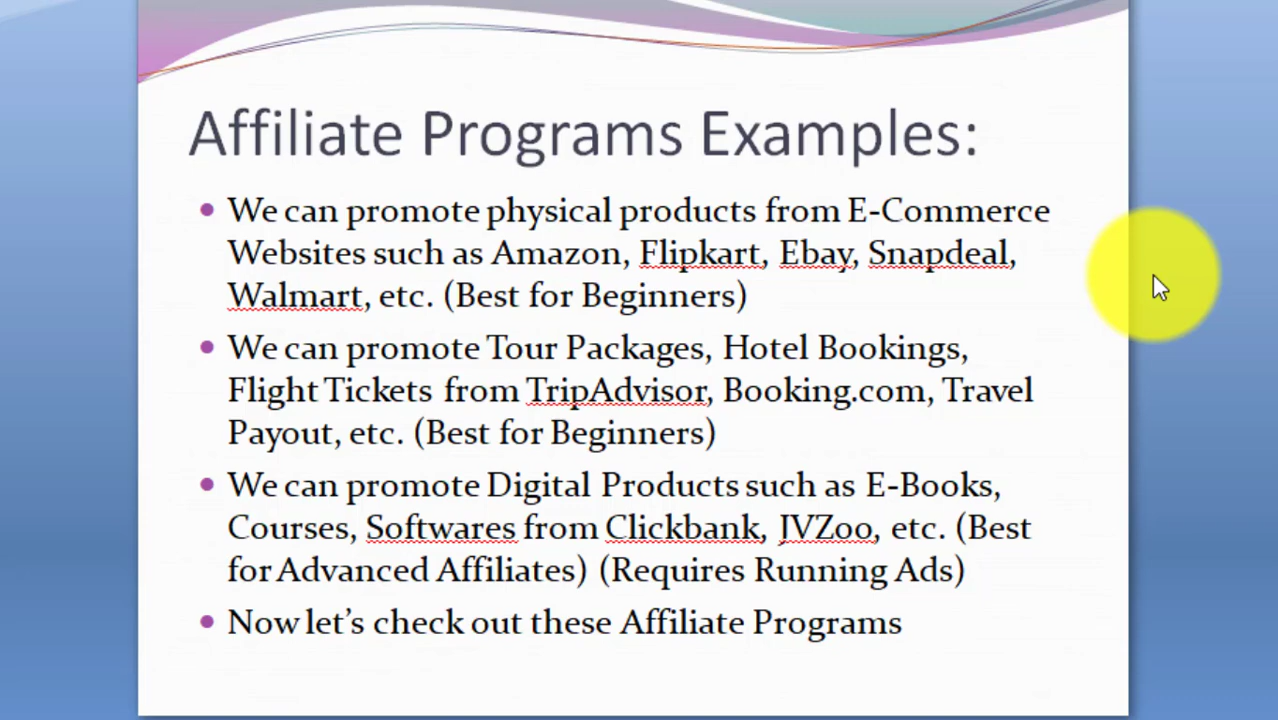 Affiliate Programs Examples:
• We can promote physical products from E-Commerce
Websites such as Amazon, Flipkart, Ebay, Snapdeal,
Walmart, etc. (Best for Beginners)
• We can promote Tour Packages, Hotel Bookings,
Flight Tickets from TripAdvisor, Booking.com, Travel
Payout, etc. (Best for Beginners)
• We can promote Digital Products such as E-Books,
Courses, Softwares from Clickbank, JVZoo, etc. (Best
for Advanced Affiliates) (Requires Running Ads)
• Now let’s check out these Affiliate Programs